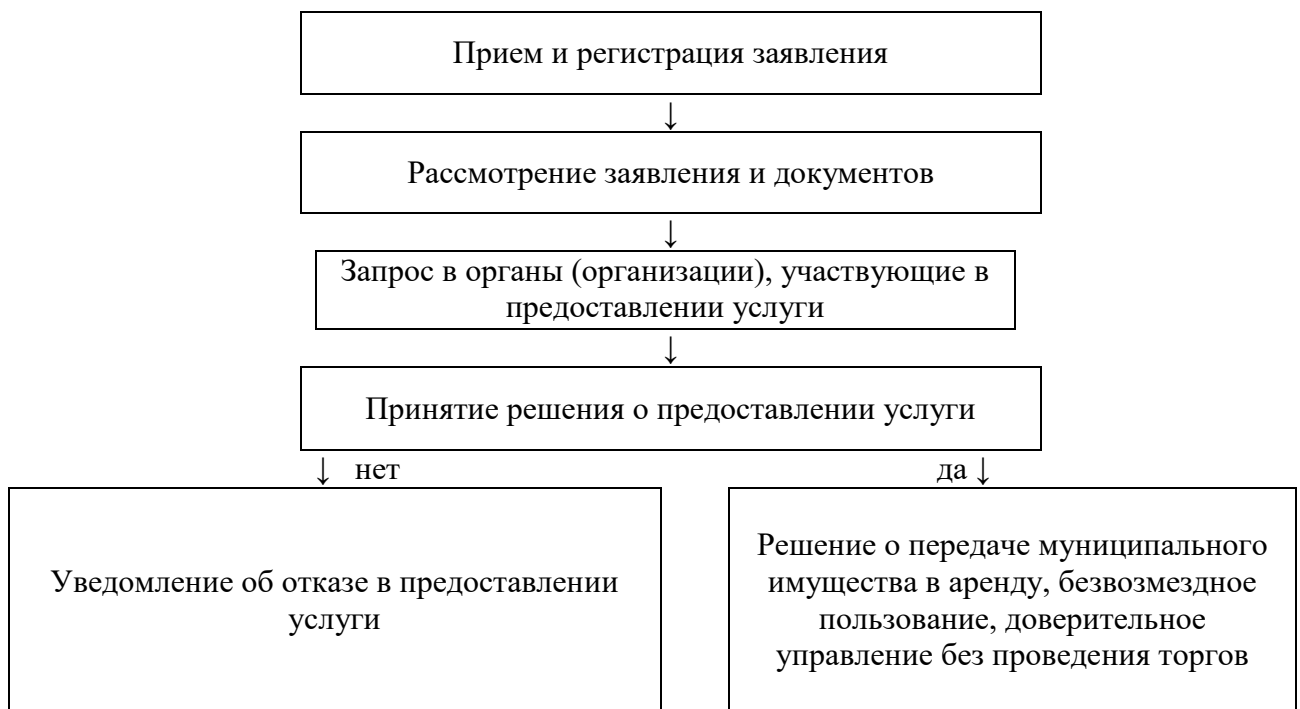 Прием и регистрация заявления
↓
Рассмотрение заявления и документов
↓
Запрос в органы (организации), участвующие в
предоставлении услуги
↓
Принятие решения о предоставлении услуги
↓ нет
да ↓
Уведомление об отказе в предоставлении
услуги
Решение о передаче муниципального
имущества в аренду, безвозмездное
пользование, доверительное
управление без проведения торгов